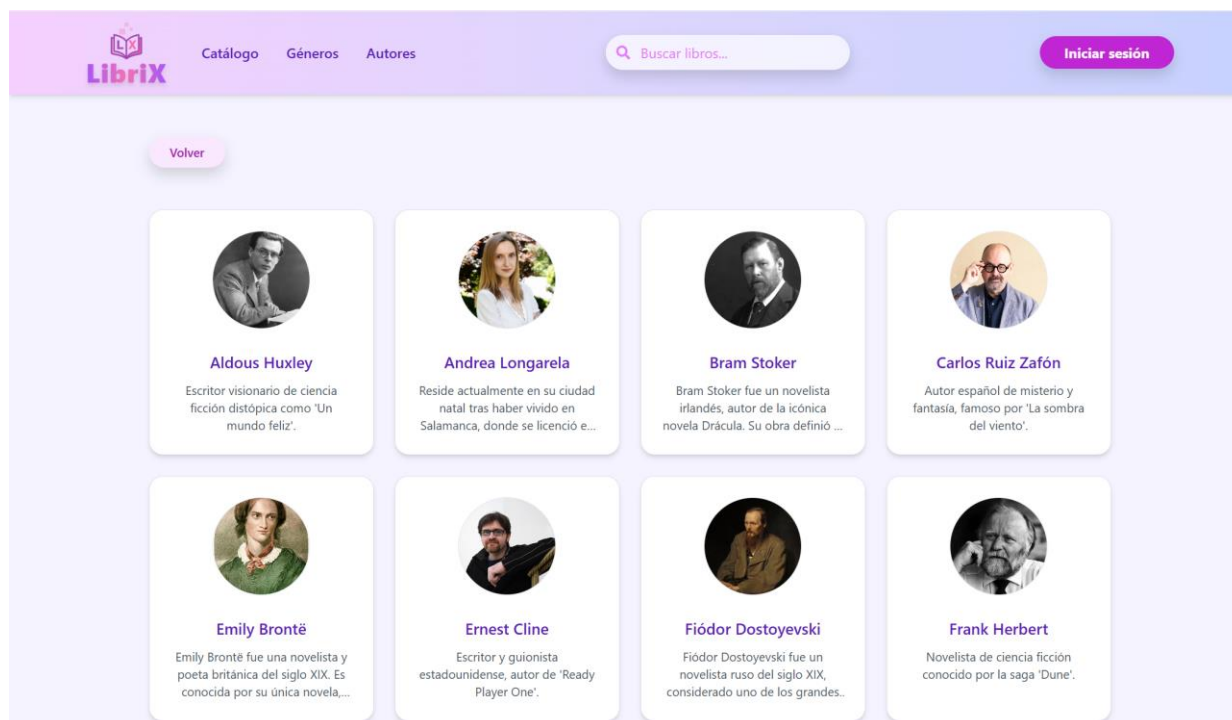 LX
LibriX
Catálogo Géneros Autores
Buscar libros...
Iniciar sesión
Volver
Aldous Huxley
Escritor visionario de ciencia
ficción distópica como 'Un
mundo feliz'.
Andrea Longarela
Reside actualmente en su ciudad
natal tras haber vivido en
Salamanca, donde se licenció e...
Bram Stoker
Bram Stoker fue un novelista
irlandés, autor de la icónica
novela Drácula. Su obra definió ...
Carlos Ruiz Zafón
Autor español de misterio y
fantasía, famoso por 'La sombra
del viento'.
Emily Brontë
Emily Brontë fue una novelista y
poeta británica del siglo XIX. Es
conocida por su única novela,...
Ernest Cline
Escritor y guionista
estadounidense, autor de 'Ready
Player One'.
Fiódor Dostoyevski
Fiódor Dostoyevski fue un
novelista ruso del siglo XIX,
considerado uno de los grandes..
Frank Herbert
Novelista de ciencia ficción
conocido por la saga 'Dune'.